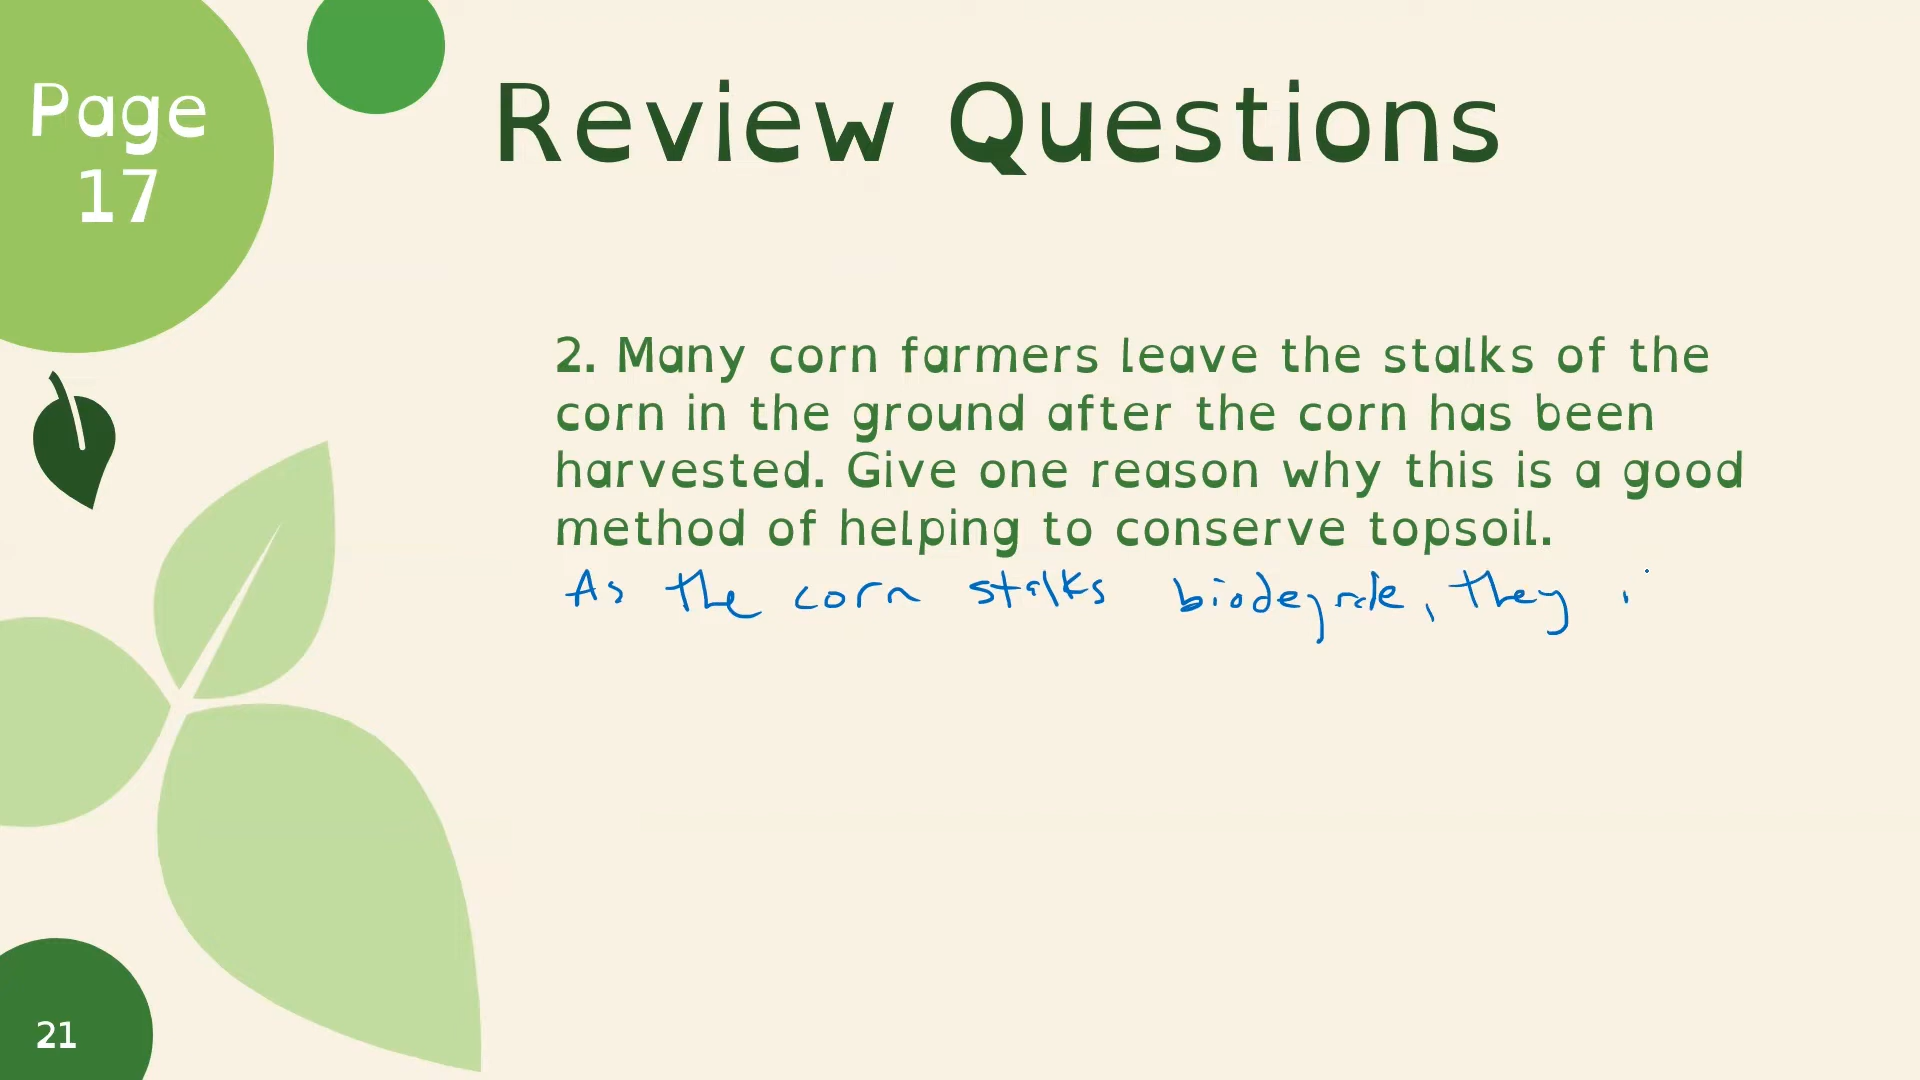 Page
17
Review Questions
2. Many corn farmers leave the stalks of the
corn in the ground after the corn has been
harvested. Give one reason why this is a good
method of helping to conserve topsoil.
As the corn stalks biodegrade, they i
21